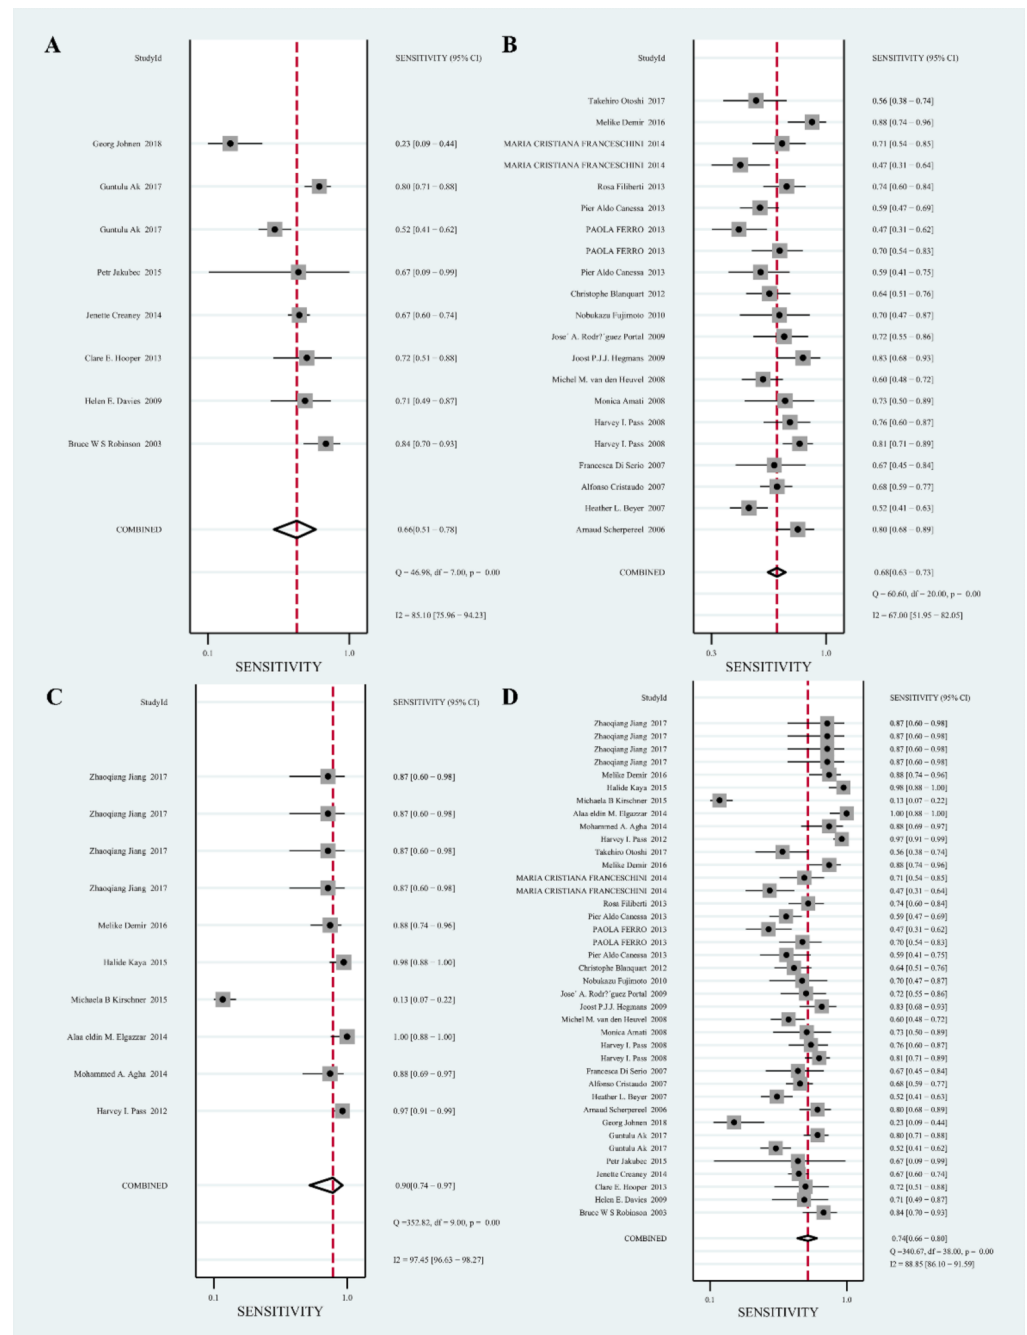 A
StudyId SENSITIVITY (95% CI)
Georg Johnen 2018 0.23 [0.09 − 0.44]
Guntula Ak 2017 0.80 [0.71 − 0.88]
Guntula Ak 2017 0.52 [0.41 − 0.62]
Petr Jakubec 2015 0.67 [0.09 − 0.99]
Jenette Creaney 2014 0.67 [0.60 − 0.74]
Clare E. Hooper 2013 0.72 [0.51 − 0.88]
Helen E. Davies 2009 0.71 [0.49 − 0.87]
Bruce W S Robinson 2003 0.84 [0.70 − 0.93]
COMBINED 0.66[0.51 − 0.78]
Q = 46.98, df = 7.00, p = 0.00
I2 = 85.10 [75.96 − 94.23]
0.1 1.0
SENSITIVITY
B
StudyId SENSITIVITY (95% CI)
Takehiro Otoshi 2017 0.56 [0.38 − 0.74]
Melike Demir 2016 0.88 [0.74 − 0.96]
MARIA CRISTIANA FRANCESCHINI 2014 0.71 [0.54 − 0.85]
MARIA CRISTIANA FRANCESCHINI 2014 0.47 [0.31 − 0.64]
Rosa Filiberti 2013 0.74 [0.60 − 0.84]
Pier Aldo Canessa 2013 0.59 [0.47 − 0.69]
PAOLA FERRO 2013 0.47 [0.31 − 0.62]
PAOLA FERRO 2013 0.70 [0.54 − 0.83]
Pier Aldo Canessa 2013 0.59 [0.41 − 0.75]
Christophe Blanquart 2012 0.64 [0.51 − 0.76]
Nobukazu Fujimoto 2010 0.70 [0.47 − 0.87]
Jose´ A. Rodr?´guez Portal 2009 0.72 [0.55 − 0.86]
Joost P.J.J. Hegmans 2009 0.83 [0.68 − 0.93]
Michel M. van den Heuvel 2008 0.60 [0.48 − 0.72]
Monica Amati 2008 0.73 [0.50 − 0.89]
Harvey I. Pass 2008 0.76 [0.60 − 0.87]
Harvey I. Pass 2008 0.81 [0.71 − 0.89]
Francesca Di Serio 2007 0.67 [0.45 − 0.84]
Alfonso Cristaudo 2007 0.68 [0.59 − 0.77]
Heather L. Beyer 2007 0.52 [0.41 − 0.63]
Arnaud Scherpereel 2006 0.80 [0.68 − 0.89]
COMBINED 0.68[0.63 − 0.73]
Q = 60.60, df = 20.00, p = 0.00
I2 = 67.00 [51.95 − 82.05]
0.3 1.0
SENSITIVITY
C
StudyId SENSITIVITY (95% CI)
Zhaoqiang Jiang 2017 0.87 [0.60 − 0.98]
Zhaoqiang Jiang 2017 0.87 [0.60 − 0.98]
Zhaoqiang Jiang 2017 0.87 [0.60 − 0.98]
Zhaoqiang Jiang 2017 0.87 [0.60 − 0.98]
Melike Demir 2016 0.88 [0.74 − 0.96]
Halide Kaya 2015 0.98 [0.88 − 1.00]
Michaela B Kirschner 2015 0.13 [0.07 − 0.22]
Alaa eldin M. Elgazzar 2014 1.00 [0.88 − 1.00]
Mohammed A. Agha 2014 0.88 [0.69 − 0.97]
Harvey I. Pass 2012 0.97 [0.91 − 0.99]
COMBINED 0.90[0.74 − 0.97]
Q =352.82, df = 9.00, p = 0.00
I2 = 97.45 [96.63 − 98.27]
0.1 1.0
SENSITIVITY
D
StudyId SENSITIVITY (95% CI)
Zhaoqiang Jiang 2017 0.87 [0.60 − 0.98]
Zhaoqiang Jiang 2017 0.87 [0.60 − 0.98]
Zhaoqiang Jiang 2017 0.87 [0.60 − 0.98]
Zhaoqiang Jiang 2017 0.87 [0.60 − 0.98]
Melike Demir 2016 0.88 [0.74 − 0.96]
Halide Kaya 2015 0.98 [0.88 − 1.00]
Michaela B Kirschner 2015 0.13 [0.07 − 0.22]
Alaa eldin M. Elgazzar 2014 1.00 [0.88 − 1.00]
Mohammed A. Agha 2014 0.88 [0.69 − 0.97]
Harvey I. Pass 2012 0.97 [0.91 − 0.99]
Takehiro Otoshi 2017 0.56 [0.38 − 0.74]
Melike Demir 2016 0.88 [0.74 − 0.96]
MARIA CRISTIANA FRANCESCHINI 2014 0.71 [0.54 − 0.85]
MARIA CRISTIANA FRANCESCHINI 2014 0.47 [0.31 − 0.64]
Rosa Filiberti 2013 0.74 [0.60 − 0.84]
Pier Aldo Canessa 2013 0.59 [0.47 − 0.69]
PAOLA FERRO 2013 0.47 [0.31 − 0.62]
PAOLA FERRO 2013 0.70 [0.54 − 0.83]
Pier Aldo Canessa 2013 0.59 [0.41 − 0.75]
Christophe Blanquart 2012 0.64 [0.51 − 0.76]
Nobukazu Fujimoto 2010 0.70 [0.47 − 0.87]
Jose´ A. Rodr?´guez Portal 2009 0.72 [0.55 − 0.86]
Joost P.J.J. Hegmans 2009 0.83 [0.68 − 0.93]
Michel M. van den Heuvel 2008 0.60 [0.48 − 0.72]
Monica Amati 2008 0.73 [0.50 − 0.89]
Harvey I. Pass 2008 0.76 [0.60 − 0.87]
Harvey I. Pass 2008 0.81 [0.71 − 0.89]
Francesca Di Serio 2007 0.67 [0.45 − 0.84]
Alfonso Cristaudo 2007 0.68 [0.59 − 0.77]
Heather L. Beyer 2007 0.52 [0.41 − 0.63]
Arnaud Scherpereel 2006 0.80 [0.68 − 0.89]
Georg Johnen 2018 0.23 [0.09 − 0.44]
Guntula Ak 2017 0.80 [0.71 − 0.88]
Guntula Ak 2017 0.52 [0.41 − 0.62]
Petr Jakubec 2015 0.67 [0.09 − 0.99]
Jenette Creaney 2014 0.67 [0.60 − 0.74]
Clare E. Hooper 2013 0.72 [0.51 − 0.88]
Helen E. Davies 2009 0.71 [0.49 − 0.87]
Bruce W S Robinson 2003 0.84 [0.70 − 0.93]
COMBINED 0.74[0.66 − 0.80]
Q =340.67, df = 38.00, p = 0.00
I2 = 88.85 [86.10 − 91.59]
0.1 1.0
SENSITIVITY